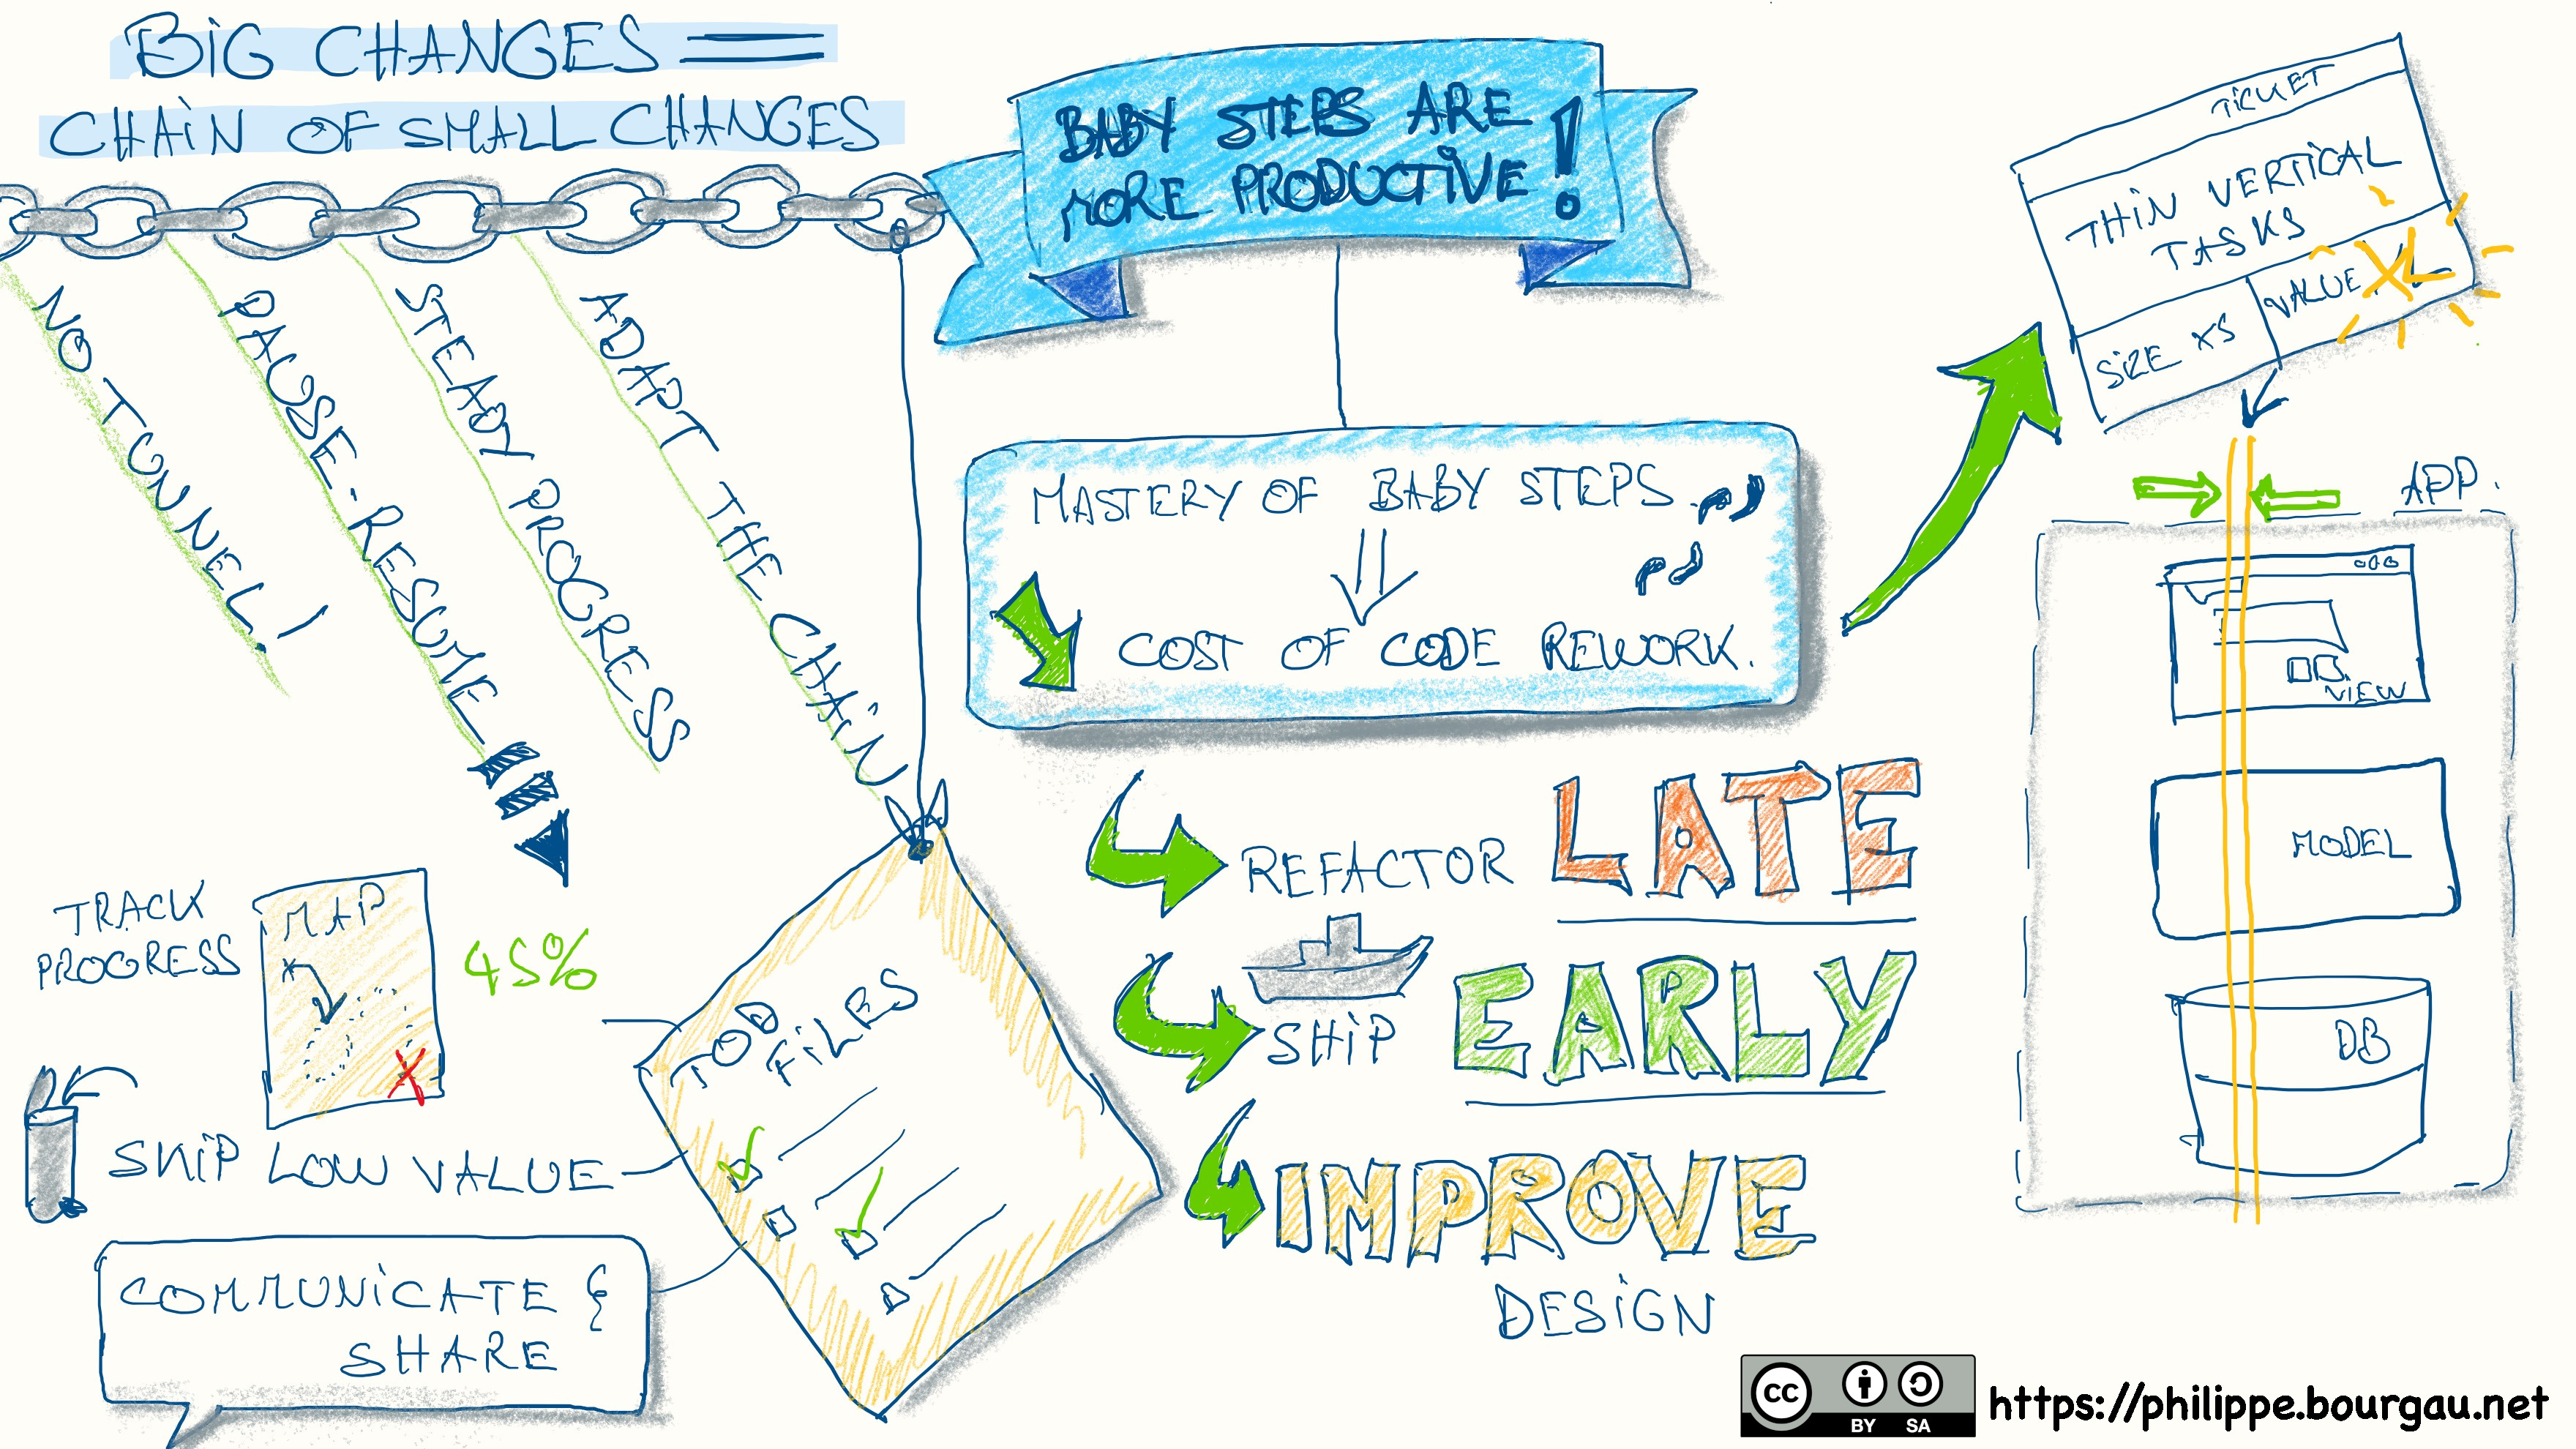 BiG CHANGES =
CHAiN OF SMALL CHANGES
NO TUNNEL!
PAUSE-RESUME
STEADY PROGRESS
ADAPT THE CHAiN
TRACK
PROGRESS
MAP
45%
SKiP LOW VALUE
COMMUNiCATE &
SHARE
TODO
FiLES
BABY STEPS ARE
MORE PRODUCTiVE!
MASTERY OF BABY STEPS
COST OF CODE REWORK.
REFACTOR LATE
SHiP EARLY
IMPROVE
DESiGN
TiCKET
THiN VERTiCAL
TASKS
SiZE XS
VALUE XL
APP.
ViEW
MODEL
DB
cc BY SA
https://philippe.bourgau.net